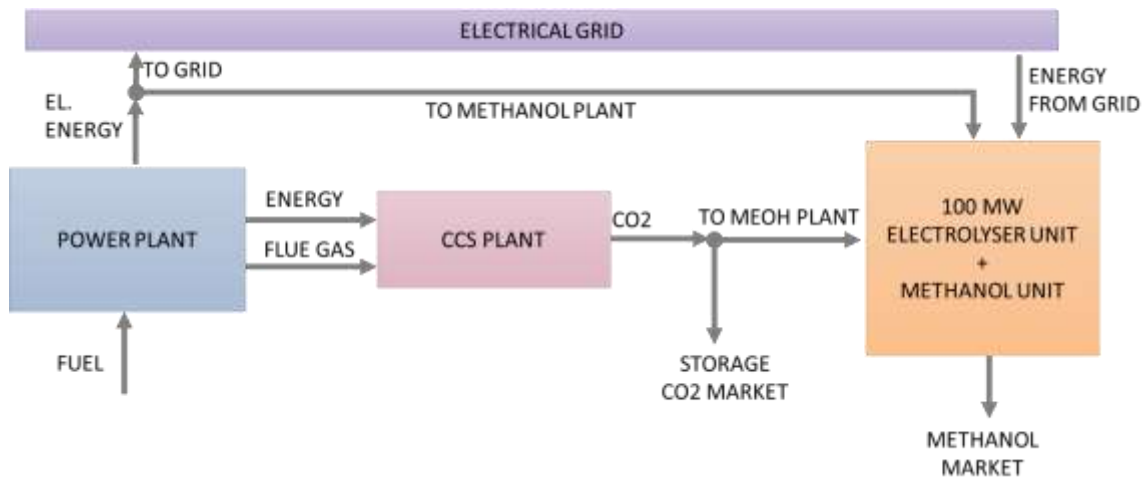 ELECTRICAL GRID
TO GRID
EL.
ENERGY
TO METHANOL PLANT
ENERGY
FROM GRID
POWER PLANT
ENERGY
FLUE GAS
CCS PLANT
CO2
TO MEOH PLANT
100 MW
ELECTROLYSER UNIT
+
METHANOL UNIT
FUEL
STORAGE
CO2 MARKET
METHANOL
MARKET